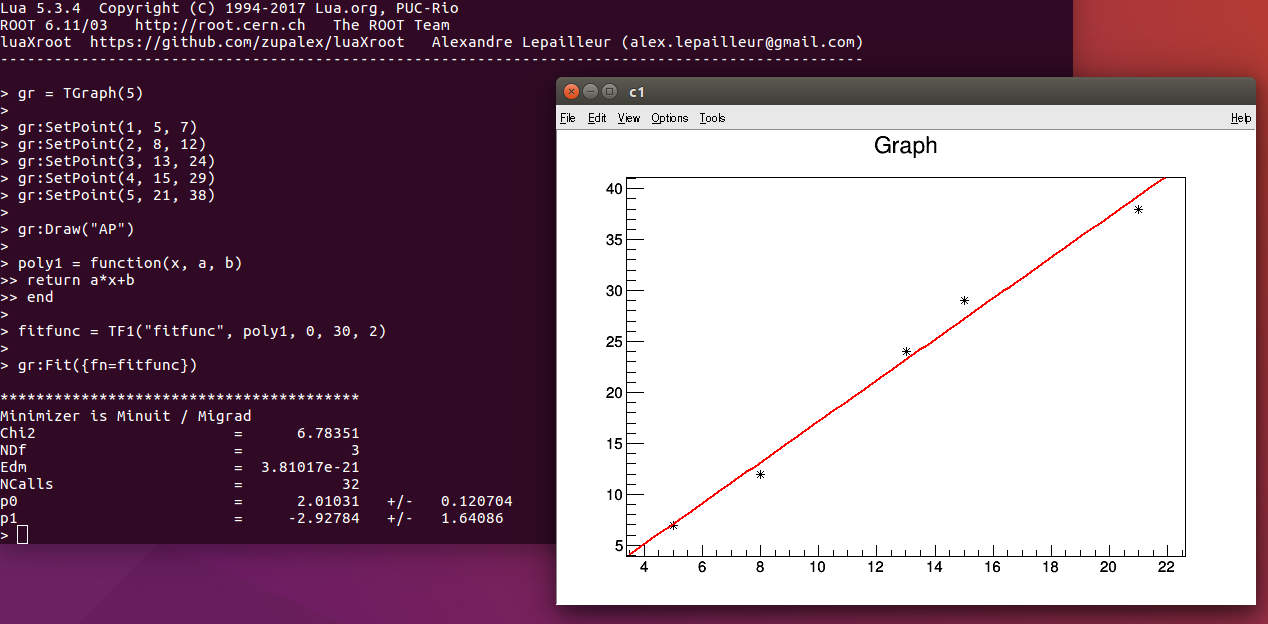 Lua 5.3.4  Copyright (C) 1994-2017 Lua.org, PUC-Rio
ROOT 6.11/03   http://root.cern.ch   The ROOT Team
luaXroot  https://github.com/zupalex/luaXroot   Alexandre Lepailleur (alex.lepailleur@gmail.com)
------------------------------------------------------------------------------------------------
> gr = TGraph(5)
>
> gr:SetPoint(1, 5, 7)
> gr:SetPoint(2, 8, 12)
> gr:SetPoint(3, 13, 24)
> gr:SetPoint(4, 15, 29)
> gr:SetPoint(5, 21, 38)
>
> gr:Draw("AP")
>
> poly1 = function(x, a, b)
>> return a*x+b
>> end
>
> fitfunc = TF1("fitfunc", poly1, 0, 30, 2)
>
> gr:Fit({fn=fitfunc})
****************************************
Minimizer is Minuit / Migrad
Chi2                      =      6.78351
NDf                       =            3
Edm                       =  3.81017e-21
NCalls                    =           32
p0                        =      2.01031   +/-   0.120704
p1                        =     -2.92784   +/-   1.64086
>
c1
File Edit View Options Tools Help
Graph
40
35
30
25
20
15
10
5
4 6 8 10 12 14 16 18 20 22